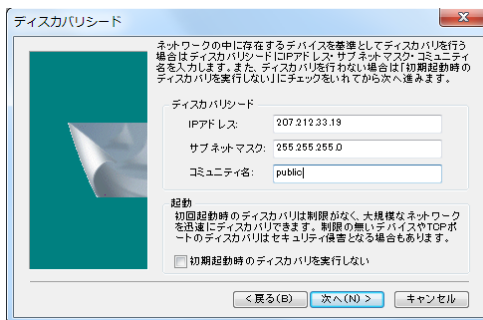 ディスカバリシード
ネットワークの中に存在するデバイスを基準としてディスカバリを行う
場合はディスカバリシードにIPアドレス・サブネットマスク・コミュニティ
名を入力します。また、ディスカバリを行わない場合は「初期起動時の
ディスカバリを実行しない」にチェックをいれてから次へ進みます。
ディスカバリシード
IPアドレス:	207.212.33.19
サブネットマスク:	255.255.255.0
コミュニティ名:	public
起動
初回起動時のディスカバリは制限がなく、大規模なネットワーク
を迅速にディスカバリできます。制限の無いデバイスやTCPポ
ートのディスカバリはセキュリティ侵害となる場合もあります。
初期起動時のディスカバリを実行しない
<戻る(B)	次へ(N) >	キャンセル